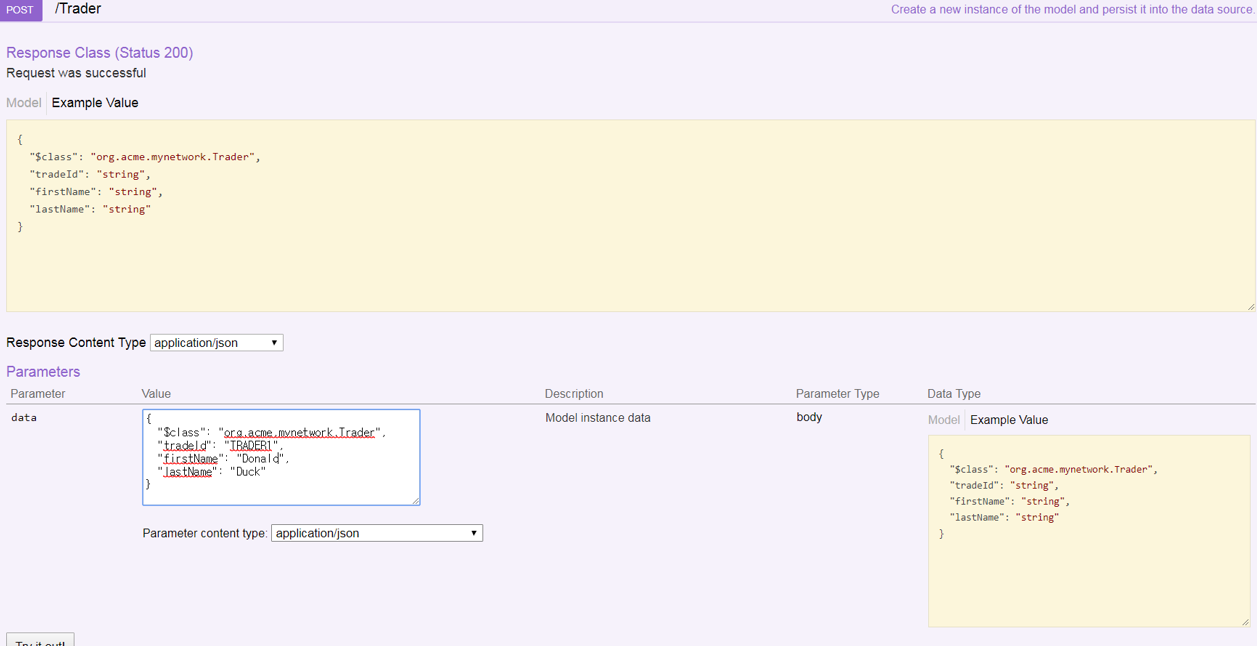 POST /Trader Create a new instance of the model and persist it into the data source.
Response Class (Status 200)
Request was successful
Model Example Value
{
"$class": "org.acme.mynetwork.Trader",
"tradeId": "string",
"firstName": "string",
"lastName": "string"
}
Response Content Type application/json
Parameters
Parameter Value Description Parameter Type Data Type
data
{
"$class": "org.acme.mynetwork.Trader",
"tradeId": "TRADER1",
"firstName": "Donald",
"lastName": "Duck"
}
Parameter content type: application/json
Model instance data
body
Model Example Value
{
"$class": "org.acme.mynetwork.Trader",
"tradeId": "string",
"firstName": "string",
"lastName": "string"
}
Try it out!